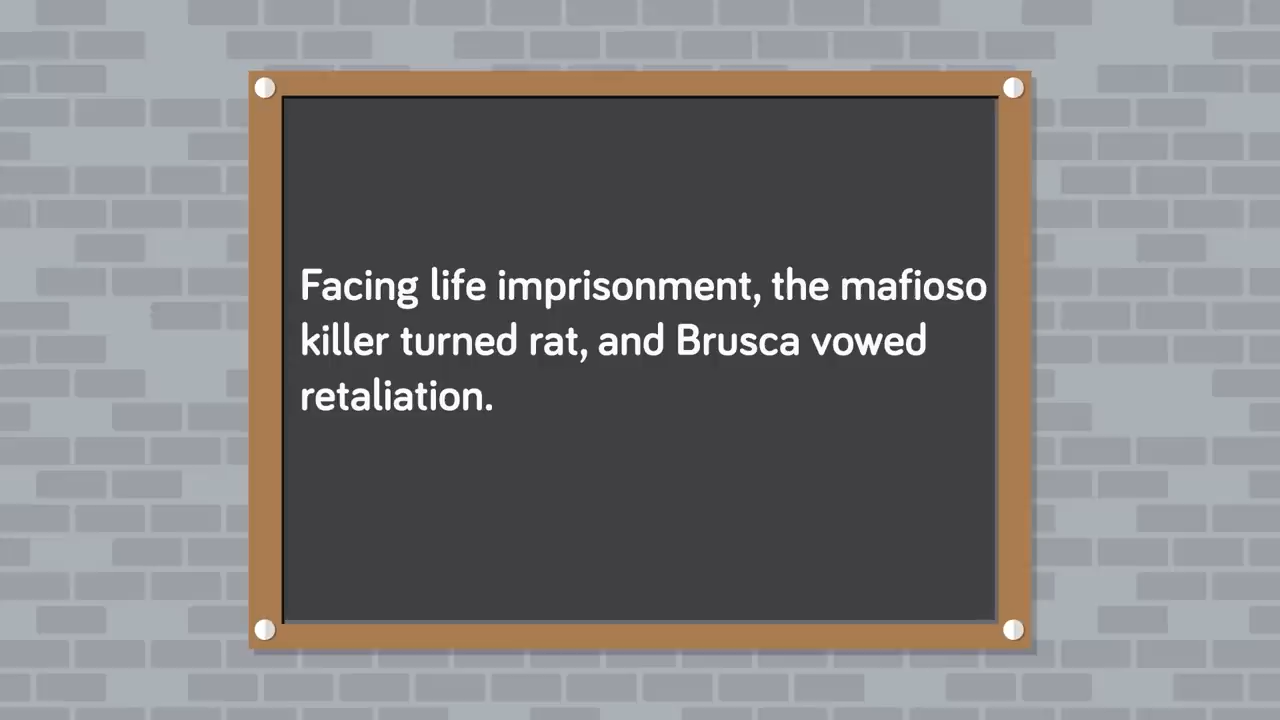 Facing life imprisonment, the mafioso
killer turned rat, and Brusca vowed
retaliation.